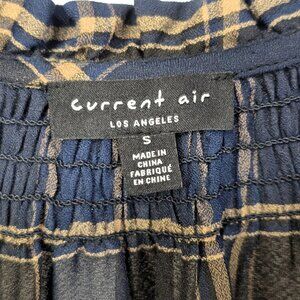 current air
LOS ANGELES
S
MADE IN
CHINA
FABRIQUÉ
EN CHINE